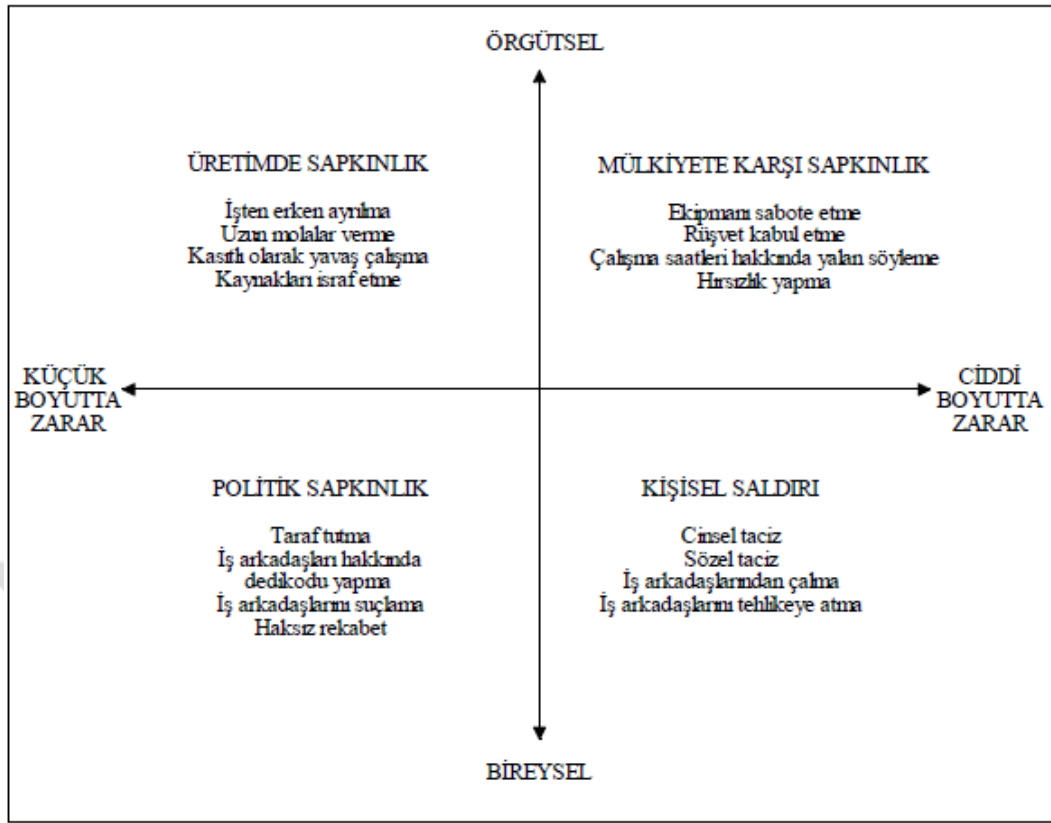 ÖRGÜTSEL
ÜRETİMDE SAPKINLIK
İşten erken ayrılma
Uzun molalar verme
Kasıtlı olarak yavaş çalışma
Kaynakları israf etme
MÜLKİYETE KARŞI SAPKINLIK
Ekipmanı sabote etme
Rüşvet kabul etme
Çalışma saatleri hakkında yalan söyleme
Hırsızlık yapma
KÜÇÜK
BOYUTTA
ZARAR
CİDDİ
BOYUTTA
ZARAR
POLİTİK SAPKINLIK
Taraf tutma
İş arkadaşları hakkında
dedikodu yapma
İş arkadaşlarını suçlama
Haksız rekabet
KİŞİSEL SALDIRI
Cinsel taciz
Sözel taciz
İş arkadaşlarından çalma
İş arkadaşlarını tehlikeye atma
BİREYSEL